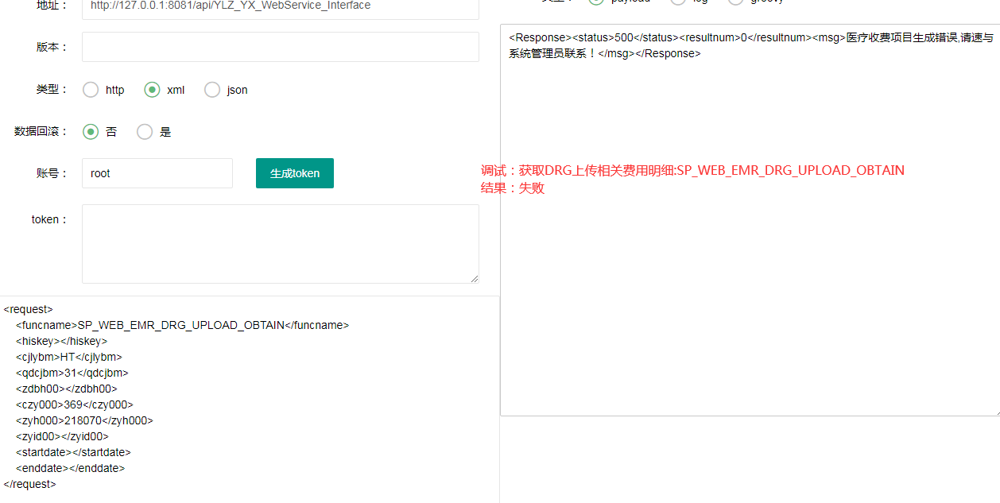 地址： http://127.0.0.1:8081/api/YLZ_YX_WebService_Interface
版本：
类型： http xml json
数据回滚： 否 是
账号： root 生成token
token：
<request>
<funcname>SP_WEB_EMR_DRG_UPLOAD_OBTAIN</funcname>
<hiskey></hiskey>
<cjlybm>HT</cjlybm>
<qdcjbm>31</qdcjbm>
<zdbh00></zdbh00>
<czy000>369</czy000>
<zyh000>218070</zyh000>
<zyid00></zyid00>
<startdate></startdate>
<enddate></enddate>
</request>
类型： payload log groovy
<Response><status>500</status><resultnum>0</resultnum><msg>医疗收费项目生成错误,请速与
系统管理员联系！</msg></Response>
调试：获取DRG上传相关费用明细:SP_WEB_EMR_DRG_UPLOAD_OBTAIN
结果：失败